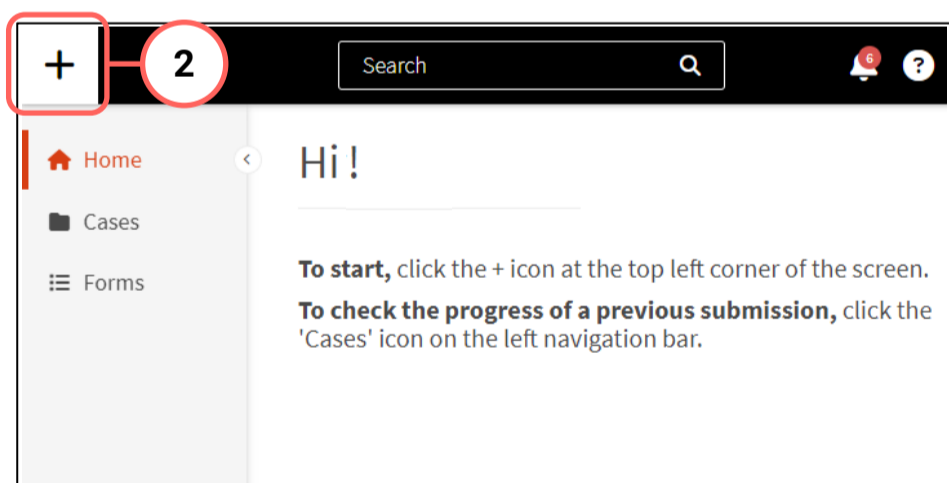 +
2
Search
6
?
Home
Hi !
Cases
Forms
To start, click the + icon at the top left corner of the screen.
To check the progress of a previous submission, click the
'Cases' icon on the left navigation bar.